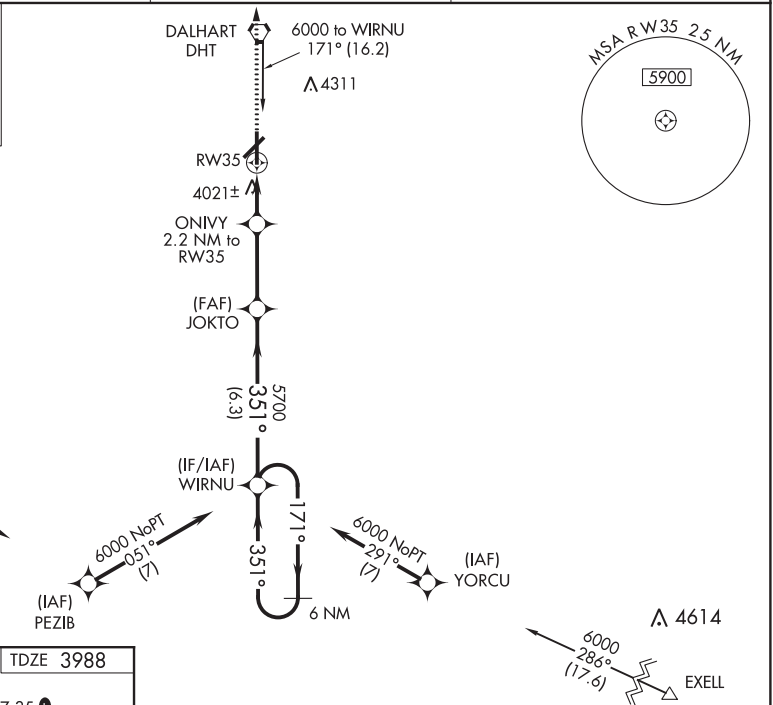 DALHART
DHT
6000 to WIRNU
171° (16.2)
4311
MSA RW35 25 NM
5900
RW35
4021±
ONIVY
2.2 NM to
RW35
(FAF)
JOKTO
5700
351°
(6.3)
(IF/IAF)
WIRNU
171°
351°
6 NM
6000 NoPT
051°
(7)
(IAF)
PEZIB
6000 NoPT
291°
(7)
(IAF)
YORCU
4614
6000
286°
(17.6)
EXELL
TDZE 3988